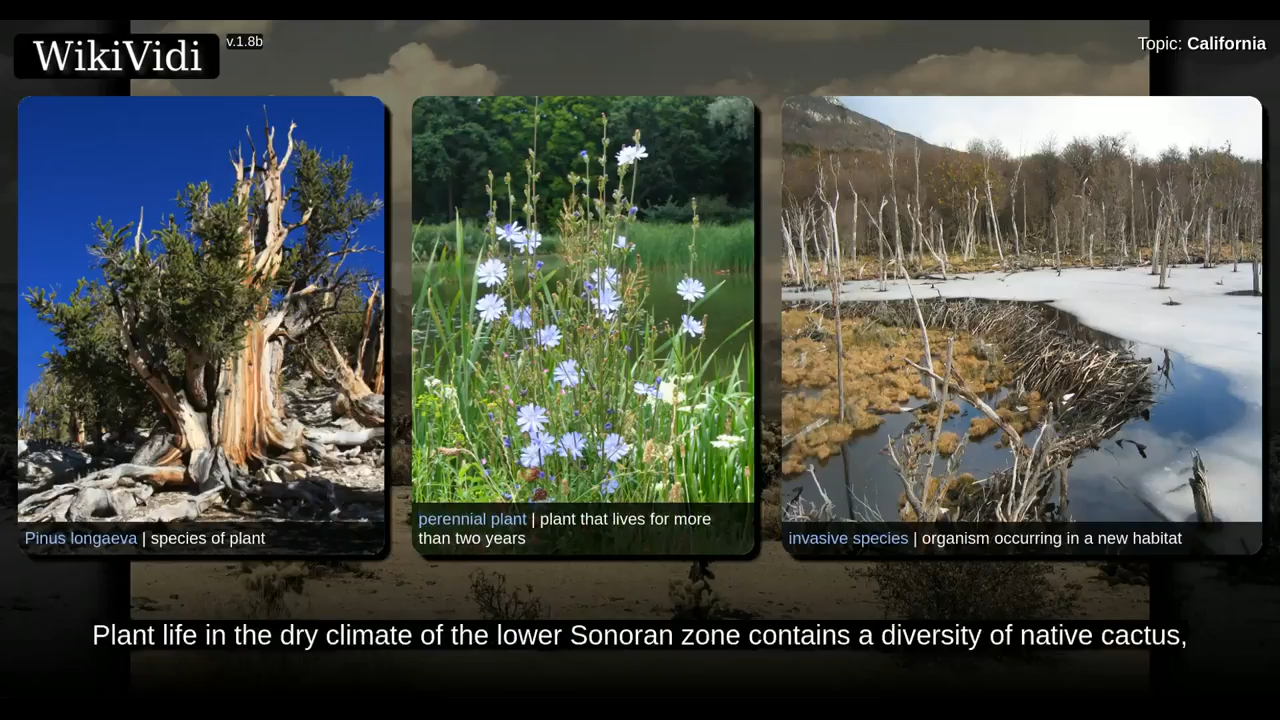 WikiVidi
v.1.8b
Topic: California
Pinus longaeva | species of plant
perennial plant | plant that lives for more
than two years
invasive species | organism occurring in a new habitat
Plant life in the dry climate of the lower Sonoran zone contains a diversity of native cactus,